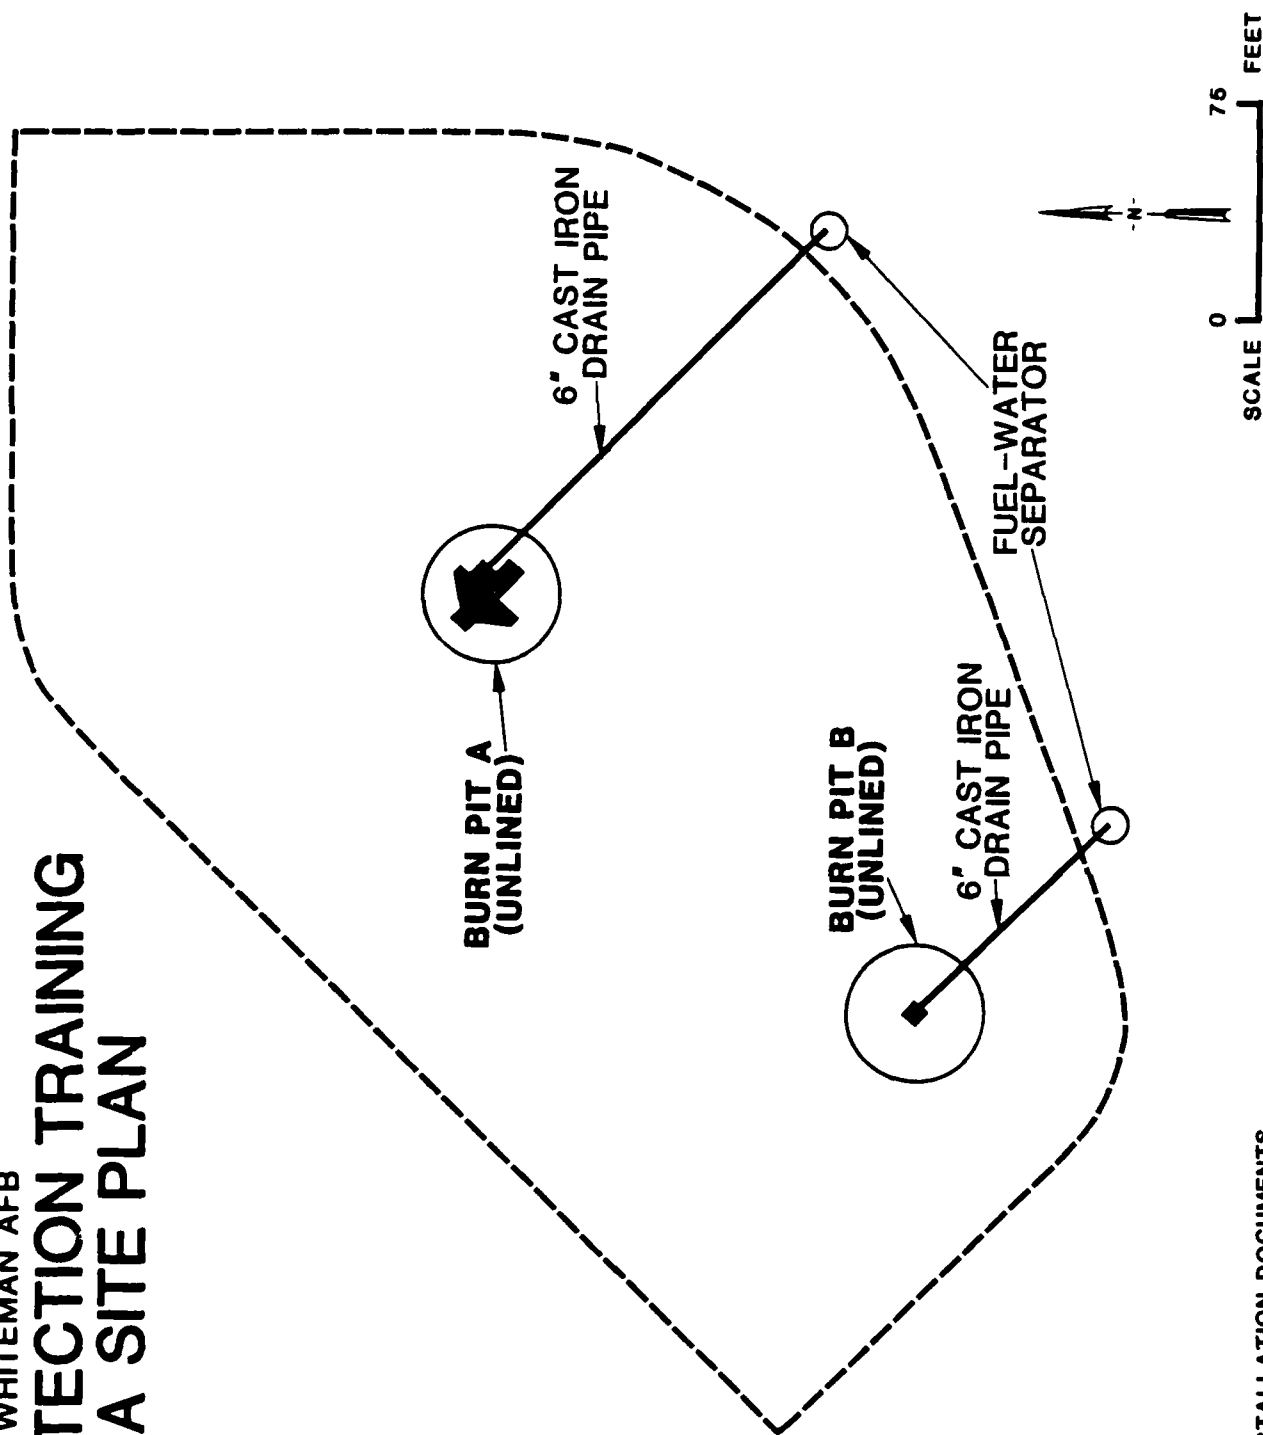 WHITEMAN AFB
TECTION TRAINING
A SITE PLAN
BURN PIT A
(UNLINED)
6" CAST IRON
DRAIN PIPE
BURN PIT B
(UNLINED)
6" CAST IRON
DRAIN PIPE
FUEL-WATER
SEPARATOR
-N-
SCALE 0 75 FEET
TALLATION DOCUMENTS